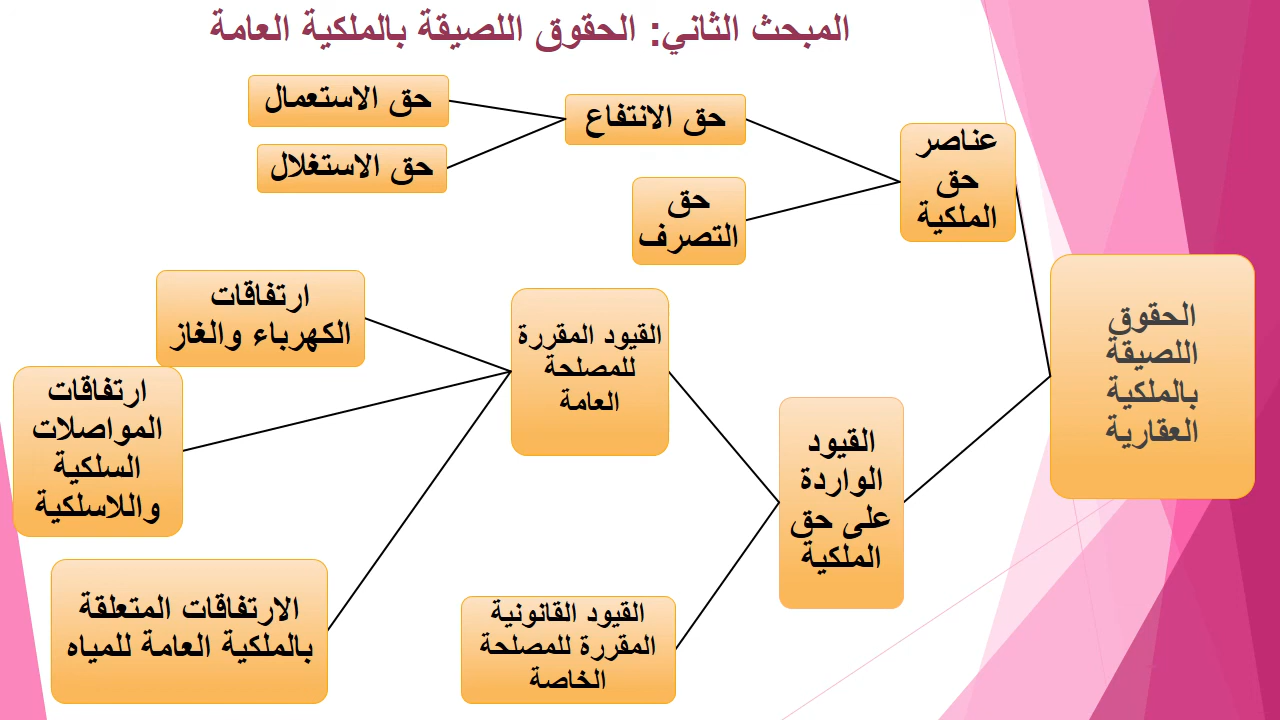 المبحث الثاني: الحقوق اللصيقة بالملكية العامة
الحقوق
اللصيقة
بالملكية
العقارية
عناصر
حق
الملكية
حق الانتفاع
حق الاستعمال
حق الاستغلال
حق
التصرف
القيود
الواردة
على حق
الملكية
القيود المقررة
للمصلحة
العامة
ارتفاقات
الكهرباء والغاز
ارتفاقات
المواصلات
السلكية
واللاسلكية
الارتفاقات المتعلقة
بالملكية العامة للمياه
القيود القانونية
المقررة للمصلحة
الخاصة